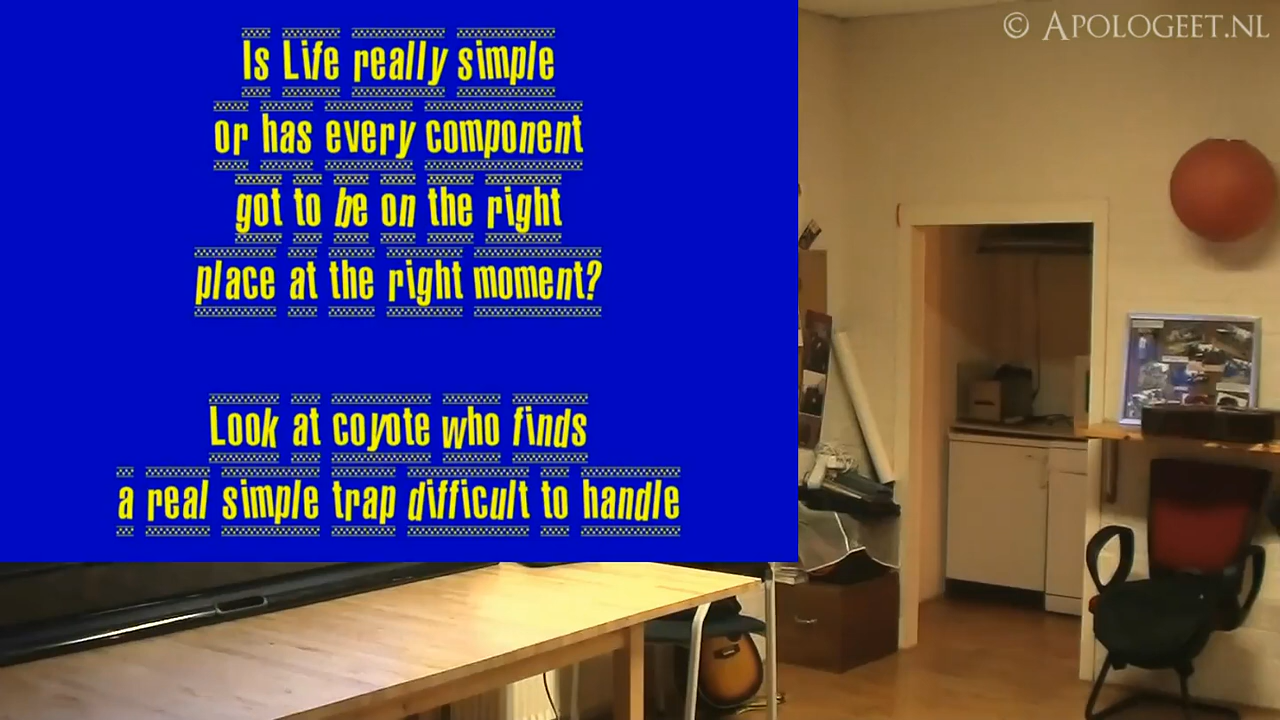 © APOLOGEET.NL
Is Life really simple
or has every component
got to be on the right
place at the right moment?
Look at coyote who finds
a real simple trap difficult to handle